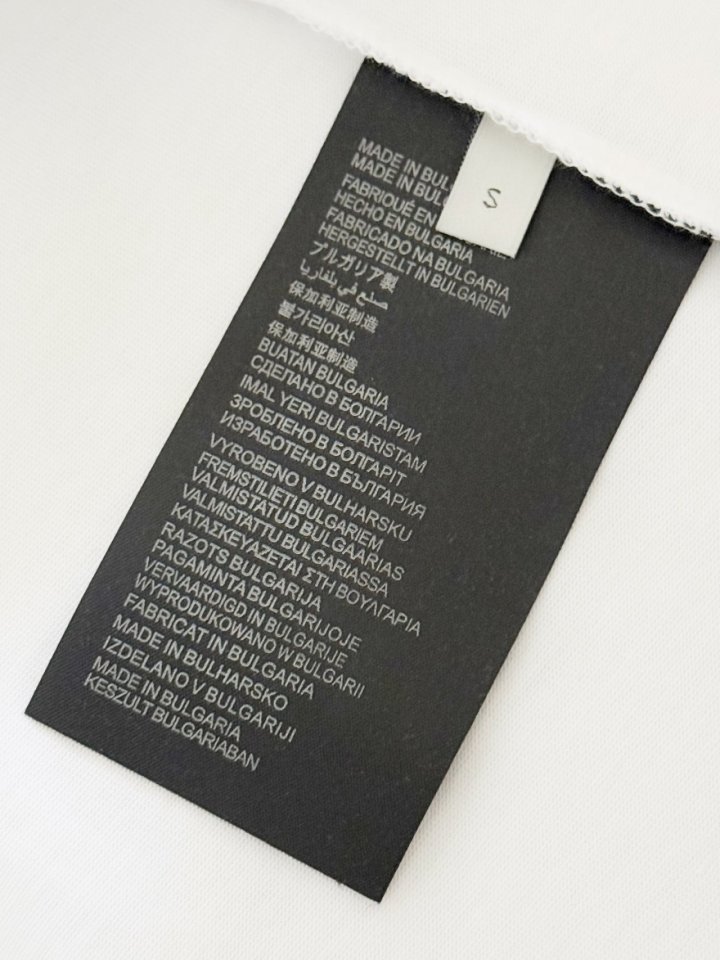 MADE IN BUL
MADE IN BUL
FABRIQUÉ EN
HECHO EN BULGARIA
FABRICADO NA BULGARIA
HERGESTELLT IN BULGARIEN
ブルガリア製
صنع في بلغاريا
保加利亚制造
불가리아산
保加利亚制造
BUATAN BULGARIA
СДЕЛАНО В БОЛГАРИИ
IMAL YERI BULGARISTAM
ЗРОБЛЕНО В БОЛГАРІТ
ИЗРАБОТЕНО В БЪЛГАРИЯ
VYROBENO V BULHARSKU
FREMSTILIETI BULGARIEM
VALMISTATUD BULGAARIAS
VALMISTATTU BULGARIASSA
ΚΑΤΑΣΚΕΥΑΖΕΤΑΙ ΣΤΗ ΒΟΥΛΓΑΡΙΑ
RAZOTS BULGARIJA
PAGAMINTA BULGARIJOJE
VERVAARDIGD IN BULGARIJE
WYPRODUKOWANO W BULGARII
FABRICAT IN BULGARIA
MADE IN BULHARSKO
IZDELANO V BULGARIJI
MADE IN BULGARIA
KESZULT BULGARIABAN
S